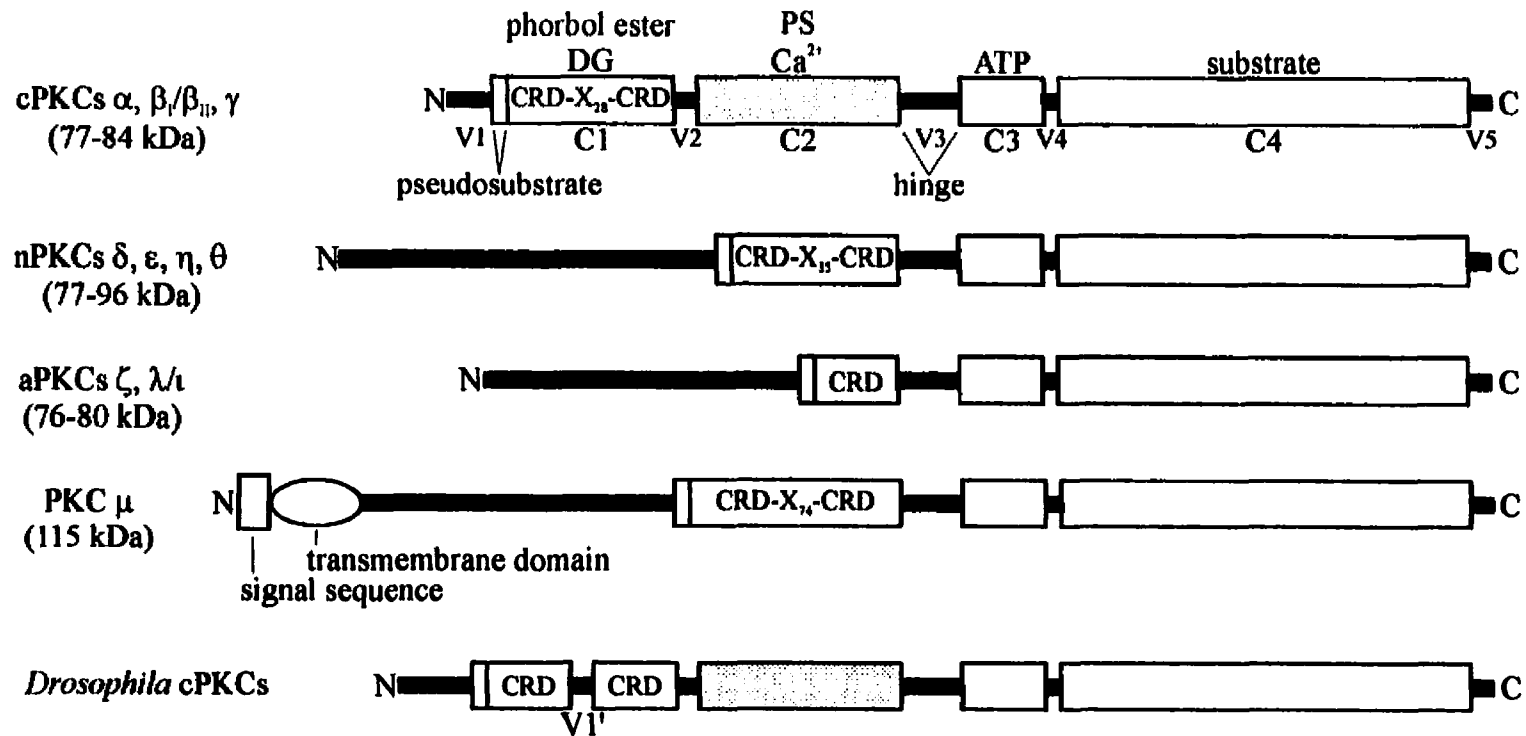 phorbol ester PS
DG Ca²⁺ ATP substrate
cPKCs α, βI/βII, γ N CRD-X₂₈-CRD C
(77-84 kDa) V1 C1 V2 C2 V3 C3 V4 C4 V5
pseudosubstrate hinge
nPKCs δ, ε, η, θ N CRD-X₃₅-CRD C
(77-96 kDa)
aPKCs ζ, λ/ι N CRD C
(76-80 kDa)
PKC μ N CRD-X₇₄-CRD C
(115 kDa)
transmembrane domain
signal sequence
Drosophila cPKCs N CRD CRD C
V1'